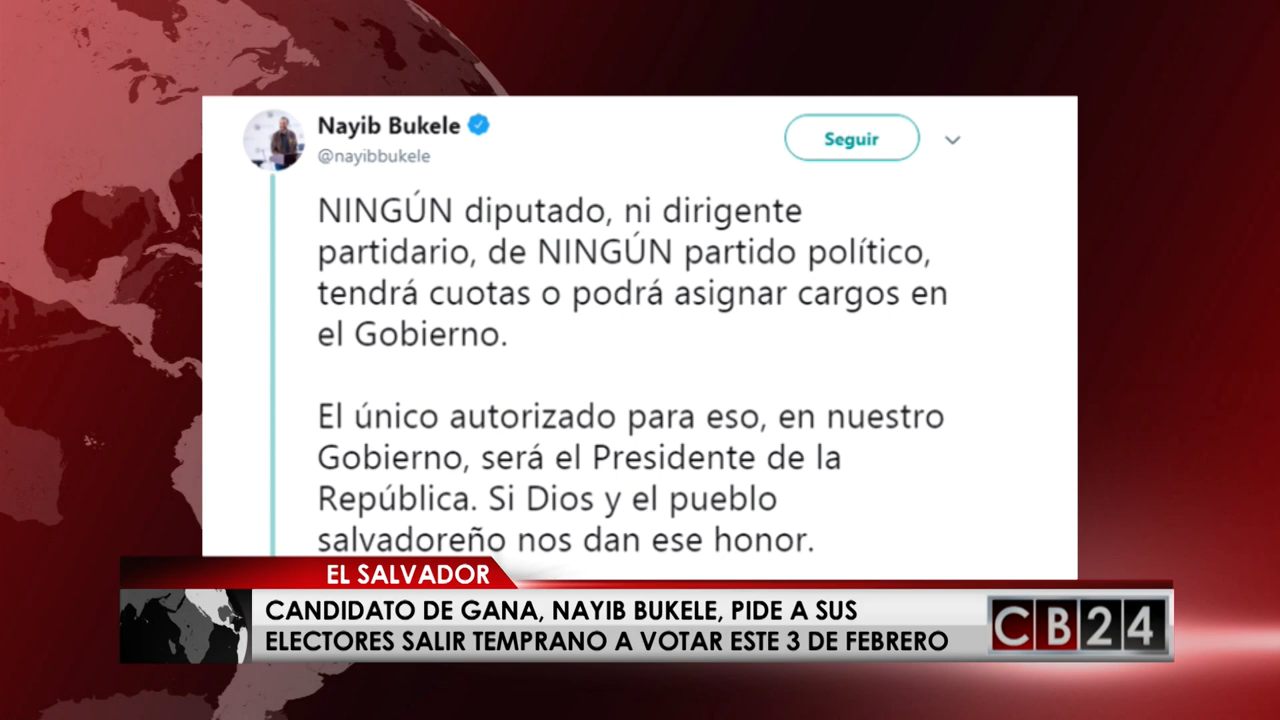 Nayib Bukele
@nayibbukele
Seguir
NINGÚN diputado, ni dirigente
partidario, de NINGÚN partido político,
tendrá cuotas o podrá asignar cargos en
el Gobierno.
El único autorizado para eso, en nuestro
Gobierno, será el Presidente de la
República. Si Dios y el pueblo
salvadoreño nos dan ese honor.
EL SALVADOR
CANDIDATO DE GANA, NAYIB BUKELE, PIDE A SUS
ELECTORES SALIR TEMPRANO A VOTAR ESTE 3 DE FEBRERO
CB24